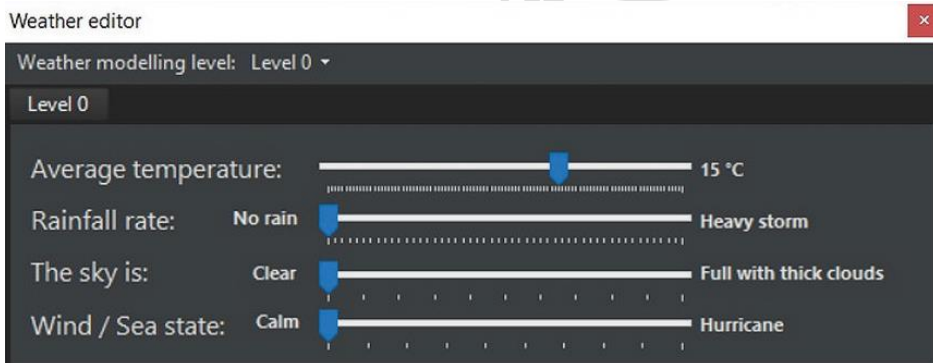 Weather editor
Weather modelling level: Level 0
Level 0
Average temperature: 15 °C
Rainfall rate: No rain Heavy storm
The sky is: Clear Full with thick clouds
Wind / Sea state: Calm Hurricane